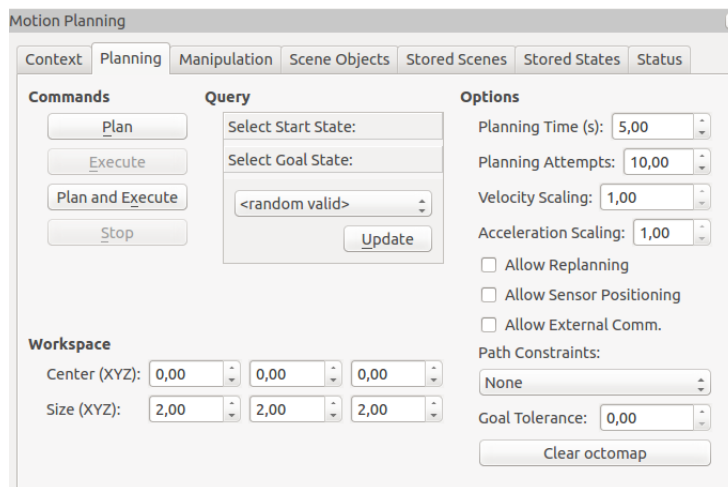 Motion Planning
Context Planning Manipulation Scene Objects Stored Scenes Stored States Status
Commands
Plan
Execute
Plan and Execute
Stop
Query
Select Start State:
Select Goal State:
<random valid>
Update
Options
Planning Time (s): 5,00
Planning Attempts: 10,00
Velocity Scaling: 1,00
Acceleration Scaling: 1,00
Allow Replanning
Allow Sensor Positioning
Allow External Comm.
Path Constraints:
None
Goal Tolerance: 0,00
Clear octomap
Workspace
Center (XYZ): 0,00 0,00 0,00
Size (XYZ): 2,00 2,00 2,00